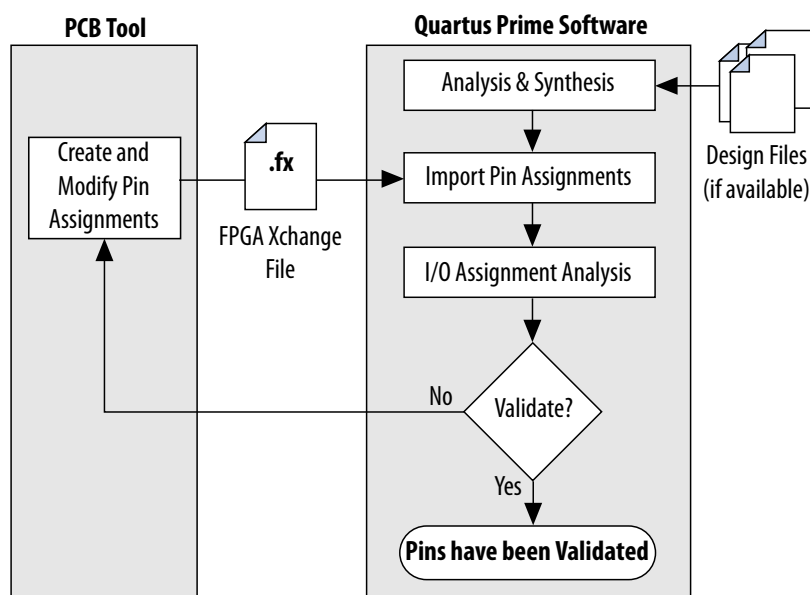 PCB Tool
Quartus Prime Software
Analysis & Synthesis
Design Files
(if available)
Create and
Modify Pin
Assignments
.fx
FPGA Xchange
File
Import Pin Assignments
I/O Assignment Analysis
No
Validate?
Yes
Pins have been Validated